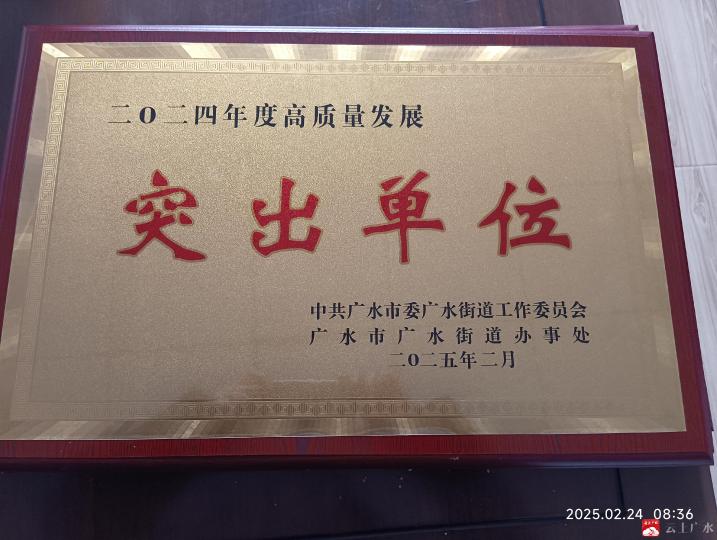 二〇二四年度高质量发展
突出单位
中共广水市委广水街道工作委员会
广水市广水街道办事处
二〇二五年二月
2025.02.24 08:36
云上广水